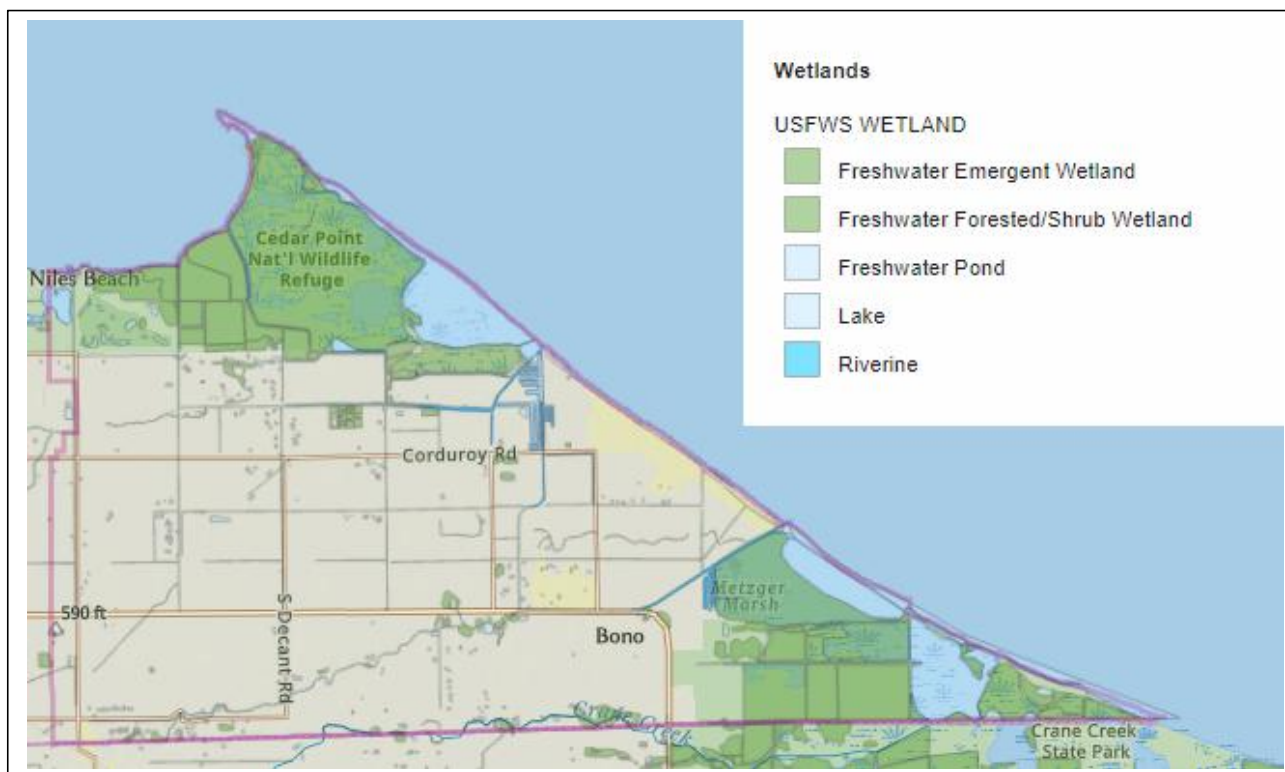 Wetlands
USFWS WETLAND
Freshwater Emergent Wetland
Freshwater Forested/Shrub Wetland
Freshwater Pond
Lake
Riverine
Cedar Point
Nat'l Wildlife
Refuge
Niles Beach
Corduroy Rd
Metzger
Marsh
590 ft
S Decant Rd
Bono
Crane Creek
Crane Creek
State Park